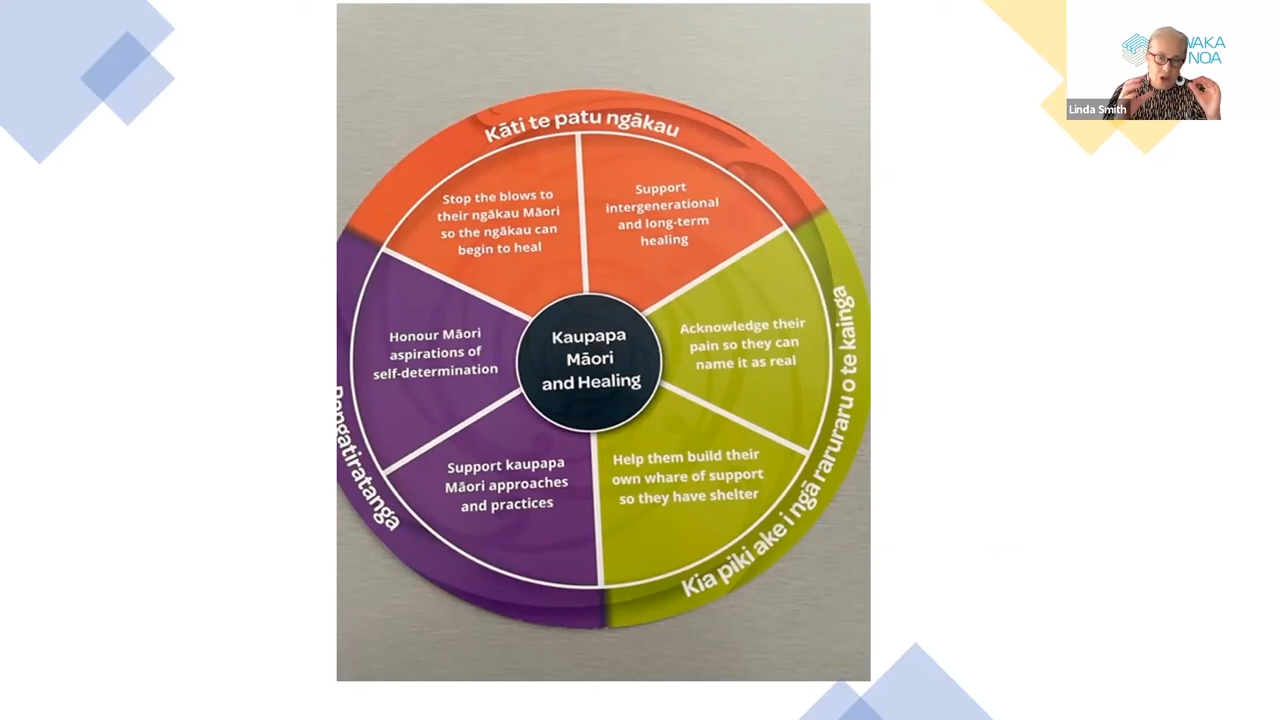 Kāti te patu ngākau
Stop the blows to
their ngākau Māori
so the ngākau can
begin to heal
Support
intergenerational
and long-term
healing
Honour Māori
aspirations of
self-determination
Kaupapa
Māori
and Healing
Acknowledge their
pain so they can
name it as real
Support kaupapa
Māori approaches
and practices
Help them build their
own whare of support
so they have shelter
Kia piki ake i ngā raruraru o te kainga
Rangatiratanga
WAKA
NOA
Linda Smith